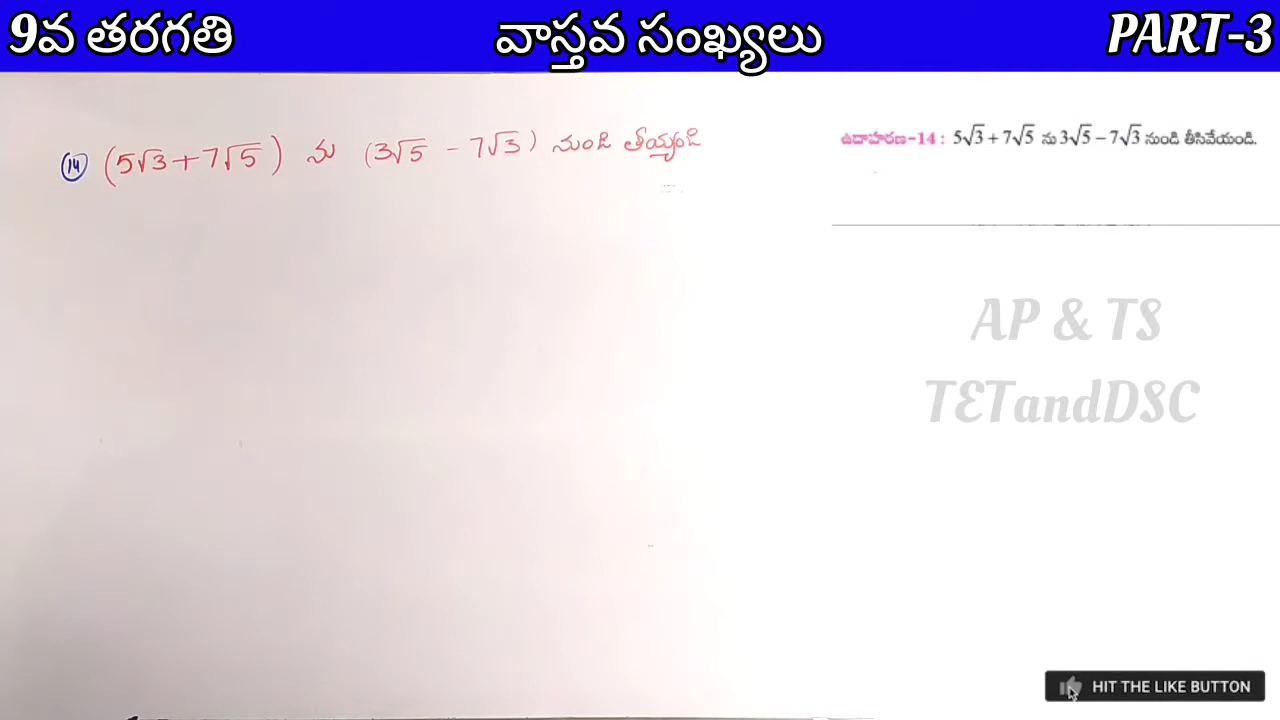 9వ తరగతి వాస్తవ సంఖ్యలు PART-3
14 (5√3 + 7√5) ను (3√5 - 7√3) నుండి తీయ్యండి
ఉదాహరణ-14 : 5√3 + 7√5 ను 3√5 − 7√3 నుండి తీసివేయండి.
AP & TS
TETandDSC
HIT THE LIKE BUTTON